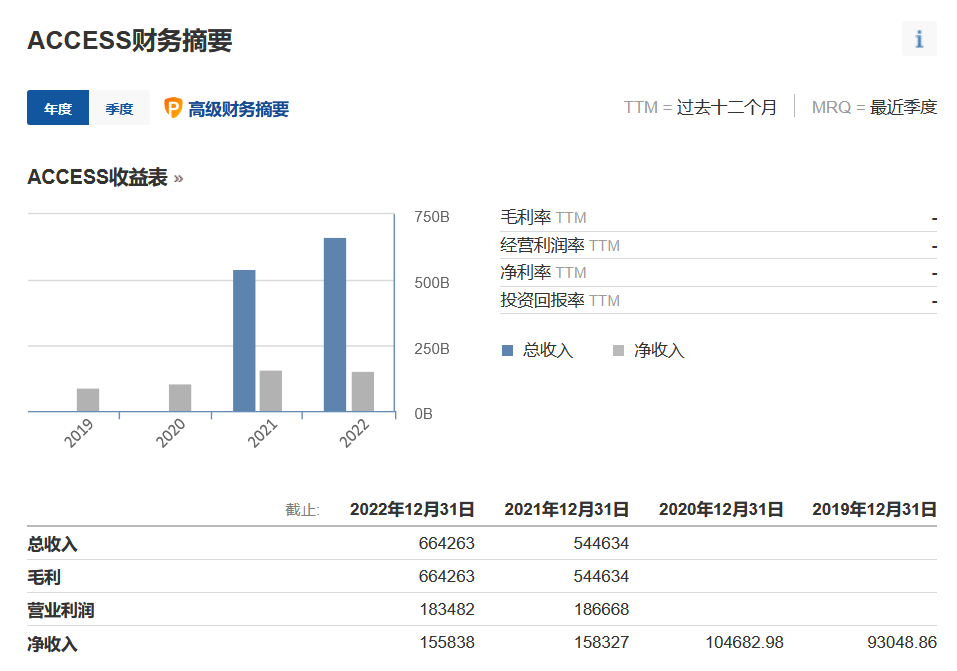 ACCESS财务摘要
i
年度 季度 P 高级财务摘要 TTM = 过去十二个月 MRQ = 最近季度
ACCESS收益表 »
750B
500B
250B
0B
2019 2020 2021 2022
毛利率 TTM -
经营利润率 TTM -
净利率 TTM -
投资回报率 TTM -
总收入 净收入
截止: 2022年12月31日 2021年12月31日 2020年12月31日 2019年12月31日
总收入 664263 544634
毛利 664263 544634
营业利润 183482 186668
净收入 155838 158327 104682.98 93048.86